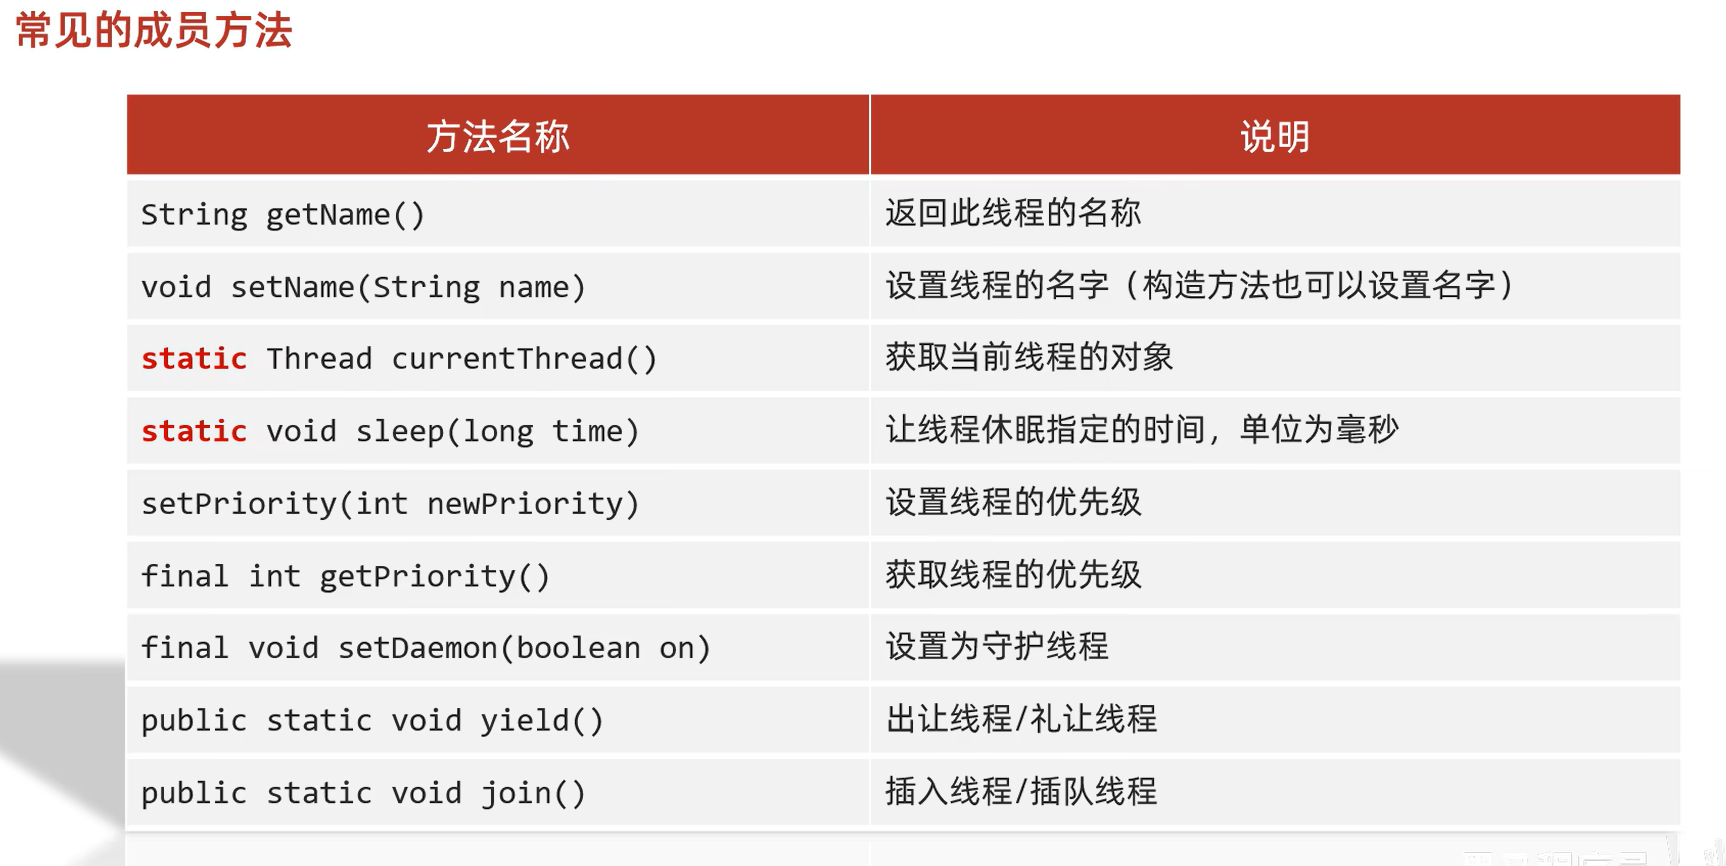 常见的成员方法
方法名称 说明
String getName() 返回此线程的名称
void setName(String name) 设置线程的名字（构造方法也可以设置名字）
static Thread currentThread() 获取当前线程的对象
static void sleep(long time) 让线程休眠指定的时间，单位为毫秒
setPriority(int newPriority) 设置线程的优先级
final int getPriority() 获取线程的优先级
final void setDaemon(boolean on) 设置为守护线程
public static void yield() 出让线程/礼让线程
public static void join() 插入线程/插队线程